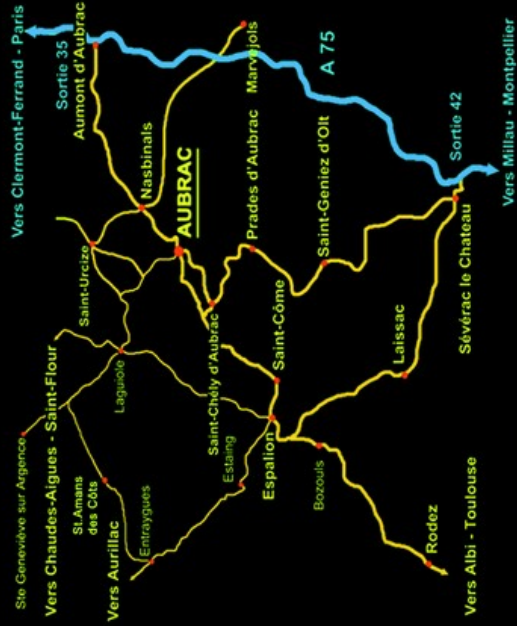 Ste Geneviève sur Argence
Vers Chaudes-Aigues - Saint-Flour
St.Amans
des Côts
Vers Aurillac
Entraygues
Laguiole
Saint-Urcize
Nasbinals
Aumont d'Aubrac
Sortie 35
Vers Clermont-Ferrand - Paris
AUBRAC
Marvejols
A 75
Prades d'Aubrac
Saint-Geniez d'Olt
Saint-Chély d'Aubrac
Saint-Côme
Estaing
Espalion
Bozouls
Laissac
Sortie 42
Sévérac le Chateau
Vers Millau - Montpellier
Rodez
Vers Albi - Toulouse